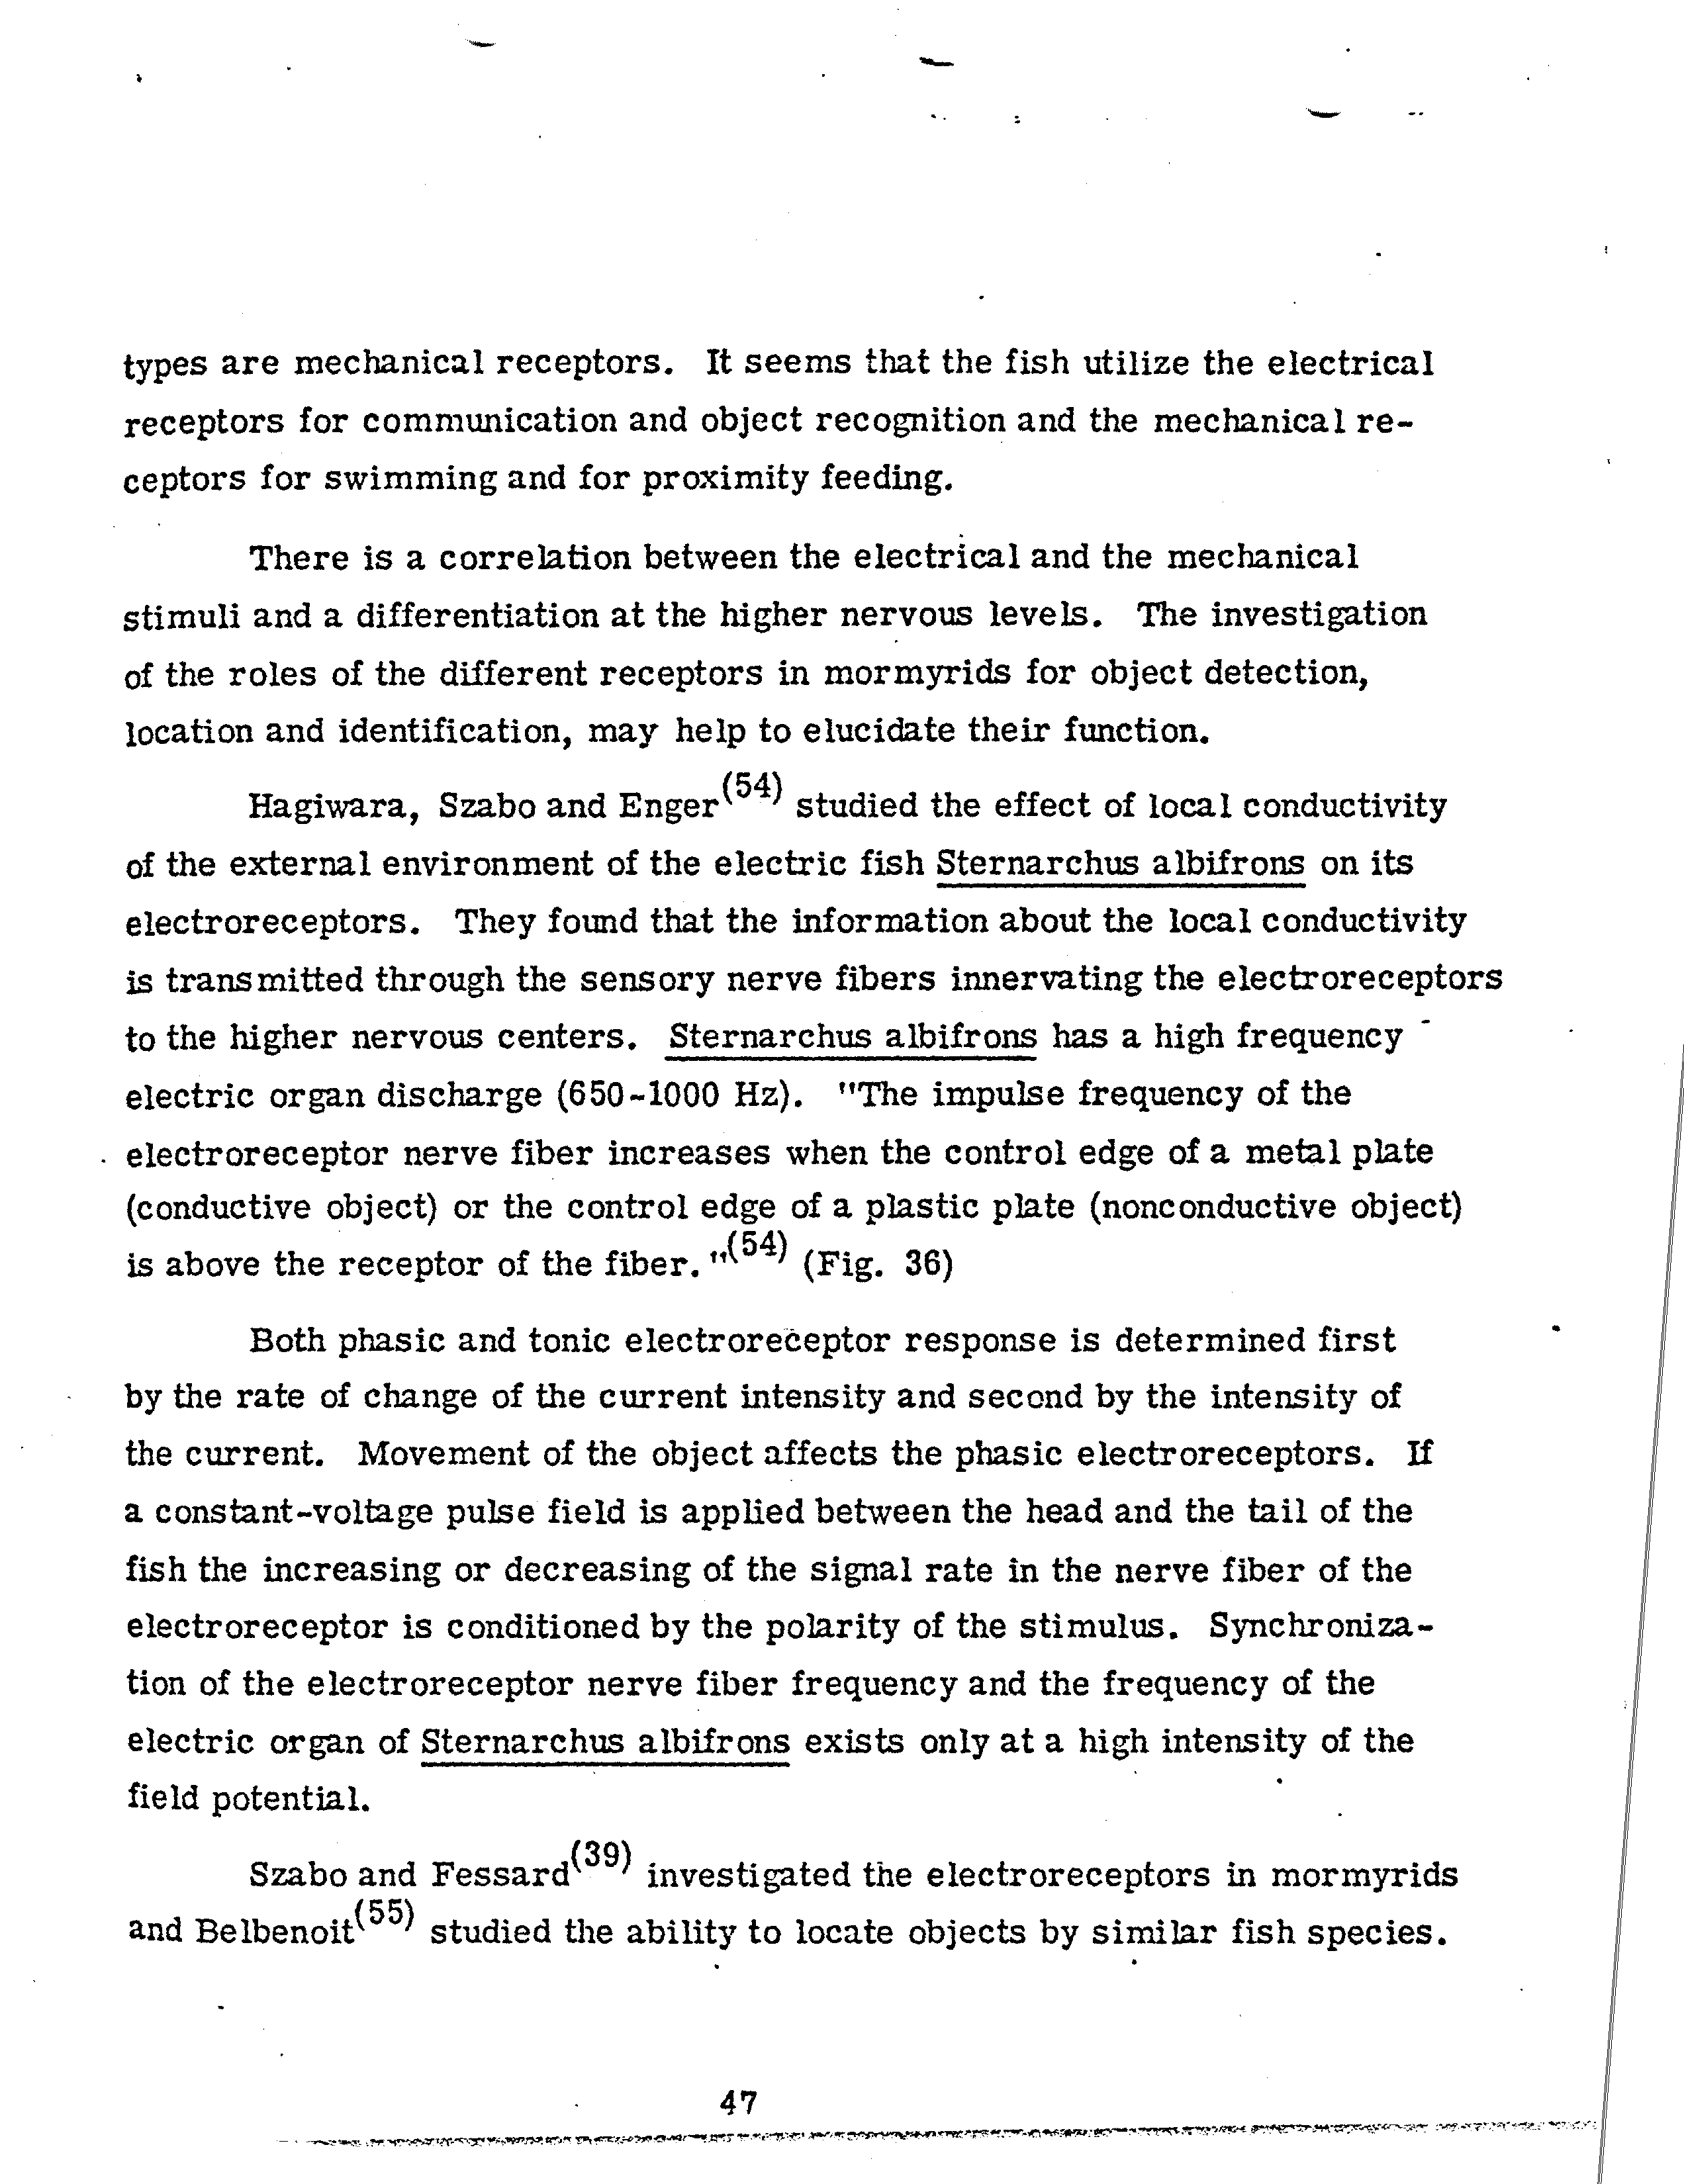 types are mechanical receptors. It seems that the fish utilize the electrical
receptors for communication and object recognition and the mechanical re-
ceptors for swimming and for proximity feeding.
There is a correlation between the electrical and the mechanical
stimuli and a differentiation at the higher nervous levels. The investigation
of the roles of the different receptors in mormyrids for object detection,
location and identification, may help to elucidate their function.
Hagiwara, Szabo and Enger(54) studied the effect of local conductivity
of the external environment of the electric fish Sternarchus albifrons on its
electroreceptors. They found that the information about the local conductivity
is transmitted through the sensory nerve fibers innervating the electroreceptors
to the higher nervous centers. Sternarchus albifrons has a high frequency
electric organ discharge (650-1000 Hz). "The impulse frequency of the
electroreceptor nerve fiber increases when the control edge of a metal plate
(conductive object) or the control edge of a plastic plate (nonconductive object)
is above the receptor of the fiber."(54) (Fig. 36)
Both phasic and tonic electroreceptor response is determined first
by the rate of change of the current intensity and second by the intensity of
the current. Movement of the object affects the phasic electroreceptors. If
a constant-voltage pulse field is applied between the head and the tail of the
fish the increasing or decreasing of the signal rate in the nerve fiber of the
electroreceptor is conditioned by the polarity of the stimulus. Synchroniza-
tion of the electroreceptor nerve fiber frequency and the frequency of the
electric organ of Sternarchus albifrons exists only at a high intensity of the
field potential.
Szabo and Fessard(39) investigated the electroreceptors in mormyrids
and Belbenoit(55) studied the ability to locate objects by similar fish species.
47